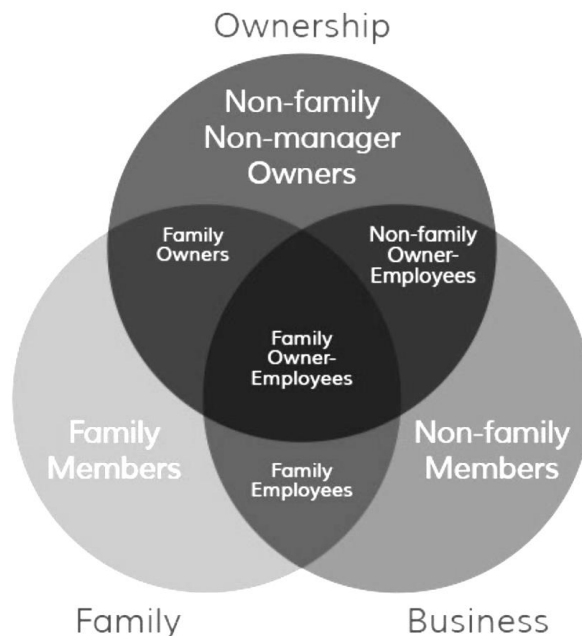 Ownership
Non-family
Non-manager
Owners
Family
Owners
Non-family
Owner-
Employees
Family
Owner-
Employees
Family
Members
Non-family
Members
Family
Employees
Family
Business